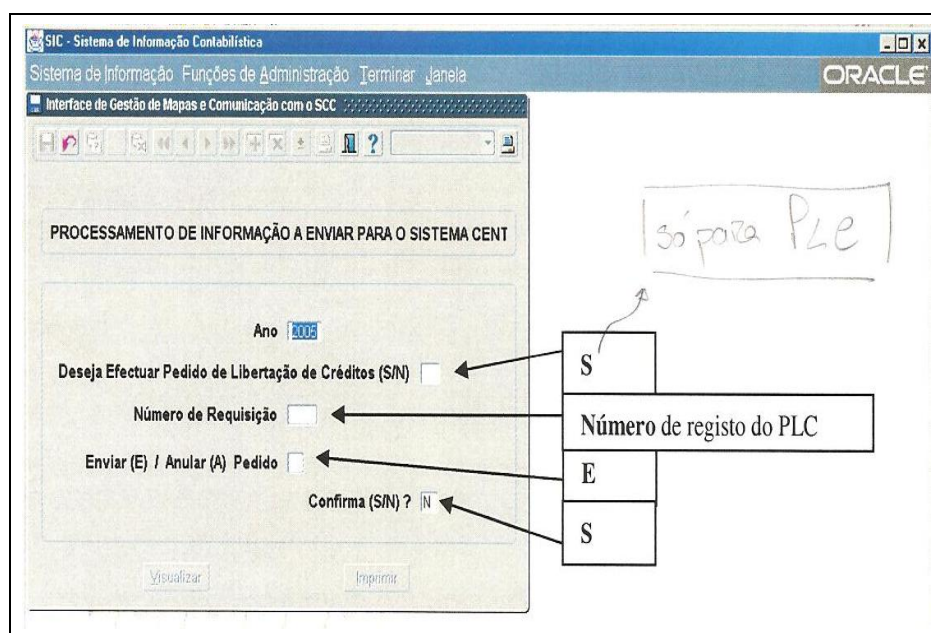 SIC - Sistema de Informação Contabilística
Sistema de Informação Funções de Administração Terminar Janela
ORACLE
Interface de Gestão de Mapas e Comunicação com o SCC
?
PROCESSAMENTO DE INFORMAÇÃO A ENVIAR PARA O SISTEMA CENT
só para PLC
Ano 2005
Deseja Efectuar Pedido de Libertação de Créditos (S/N)
S
Número de Requisição
Número de registo do PLC
Enviar (E) / Anular (A) Pedido
E
Confirma (S/N) ? N
S
Visualizar Imprimir